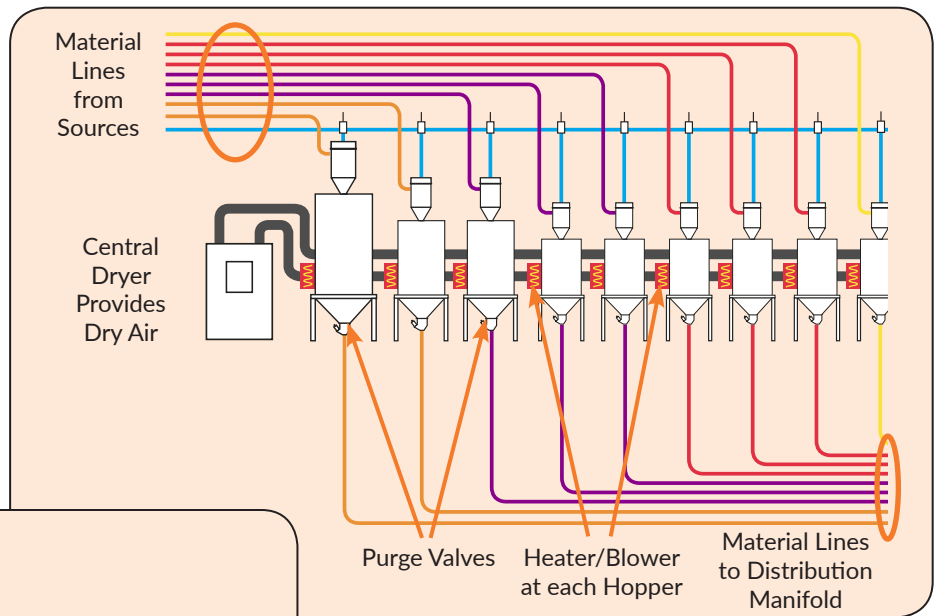 Material
Lines
from
Sources
Central
Dryer
Provides
Dry Air
Purge Valves
Heater/Blower
at each Hopper
Material Lines
to Distribution
Manifold